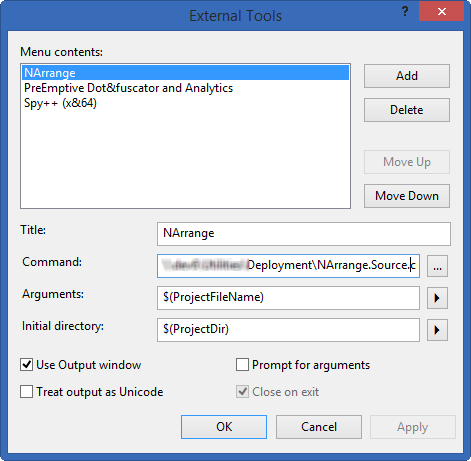 External Tools
?
Menu contents:
NArrange
PreEmptive Dot&fuscator and Analytics
Spy++ (x&64)
Add
Delete
Move Up
Move Down
Title:
NArrange
Command:
Deployment\NArrange.Source.c
...
Arguments:
$(ProjectFileName)
Initial directory:
$(ProjectDir)
Use Output window
Prompt for arguments
Treat output as Unicode
Close on exit
OK
Cancel
Apply